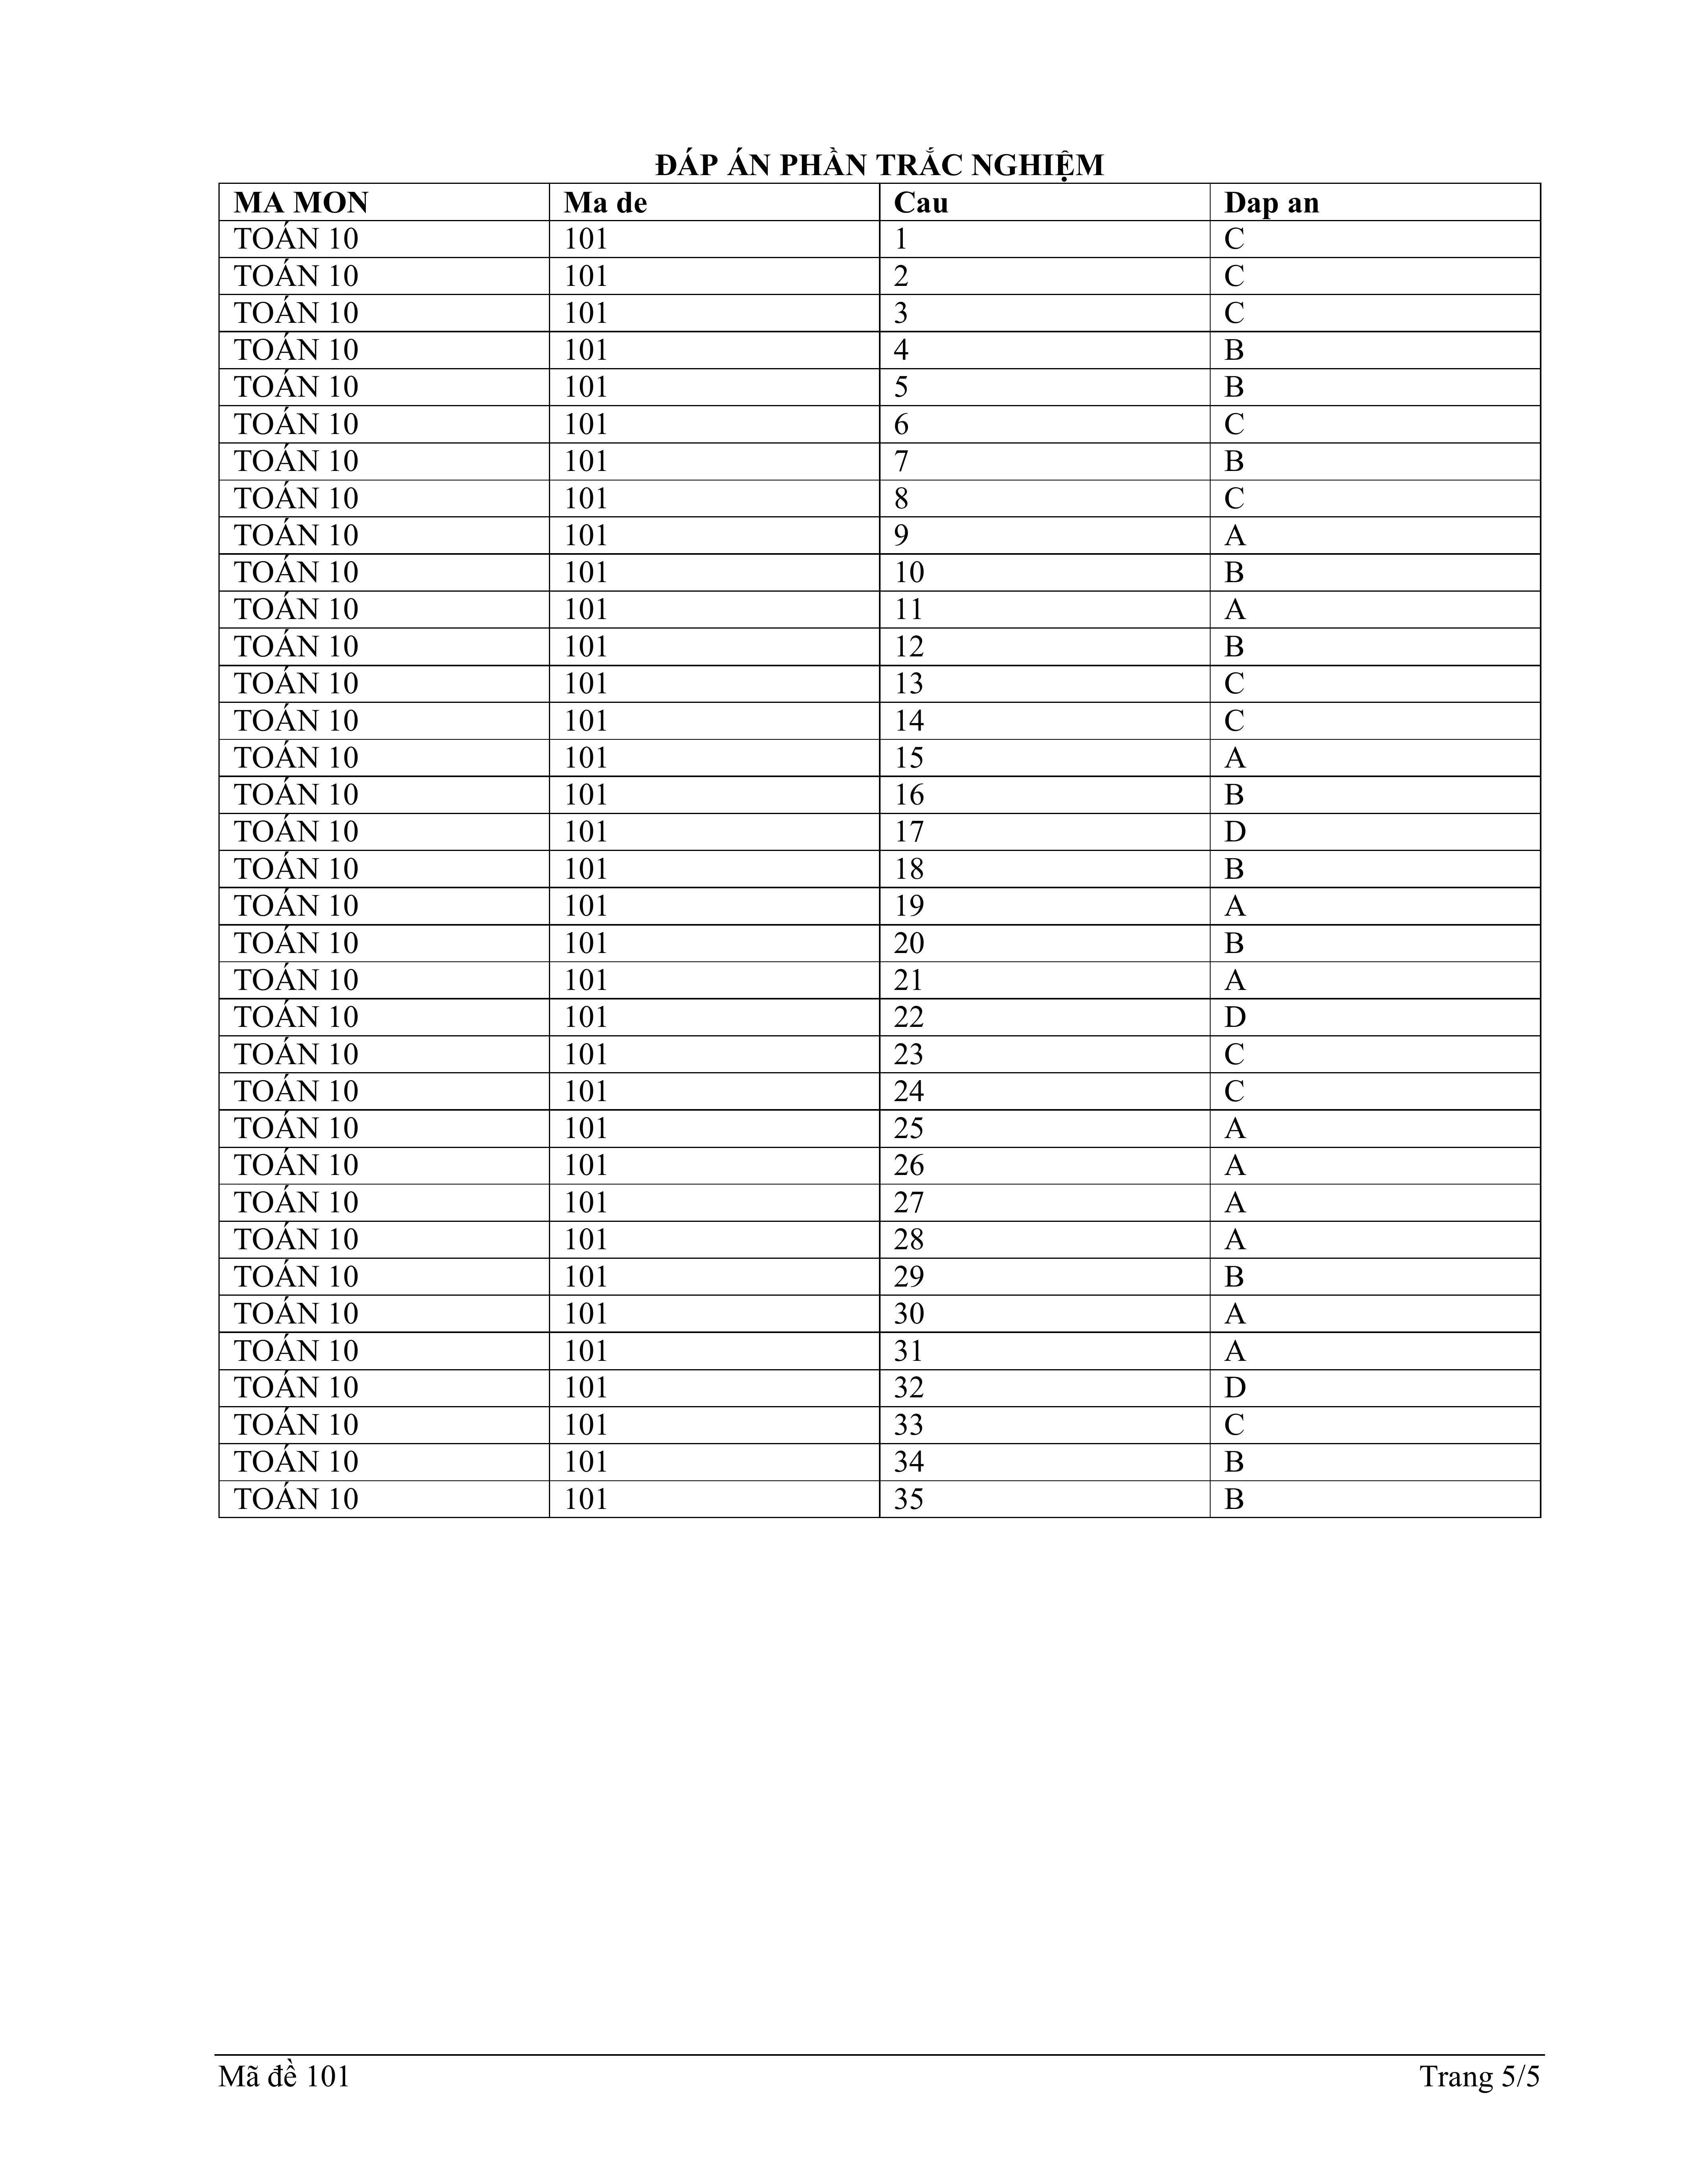 ĐÁP ÁN PHẦN TRẮC NGHIỆM
MA MON Ma de Cau Dap an
TOÁN 10 101 1 C
TOÁN 10 101 2 C
TOÁN 10 101 3 C
TOÁN 10 101 4 B
TOÁN 10 101 5 B
TOÁN 10 101 6 C
TOÁN 10 101 7 B
TOÁN 10 101 8 C
TOÁN 10 101 9 A
TOÁN 10 101 10 B
TOÁN 10 101 11 A
TOÁN 10 101 12 B
TOÁN 10 101 13 C
TOÁN 10 101 14 C
TOÁN 10 101 15 A
TOÁN 10 101 16 B
TOÁN 10 101 17 D
TOÁN 10 101 18 B
TOÁN 10 101 19 A
TOÁN 10 101 20 B
TOÁN 10 101 21 A
TOÁN 10 101 22 D
TOÁN 10 101 23 C
TOÁN 10 101 24 C
TOÁN 10 101 25 A
TOÁN 10 101 26 A
TOÁN 10 101 27 A
TOÁN 10 101 28 A
TOÁN 10 101 29 B
TOÁN 10 101 30 A
TOÁN 10 101 31 A
TOÁN 10 101 32 D
TOÁN 10 101 33 C
TOÁN 10 101 34 B
TOÁN 10 101 35 B
Mã đề 101 Trang 5/5